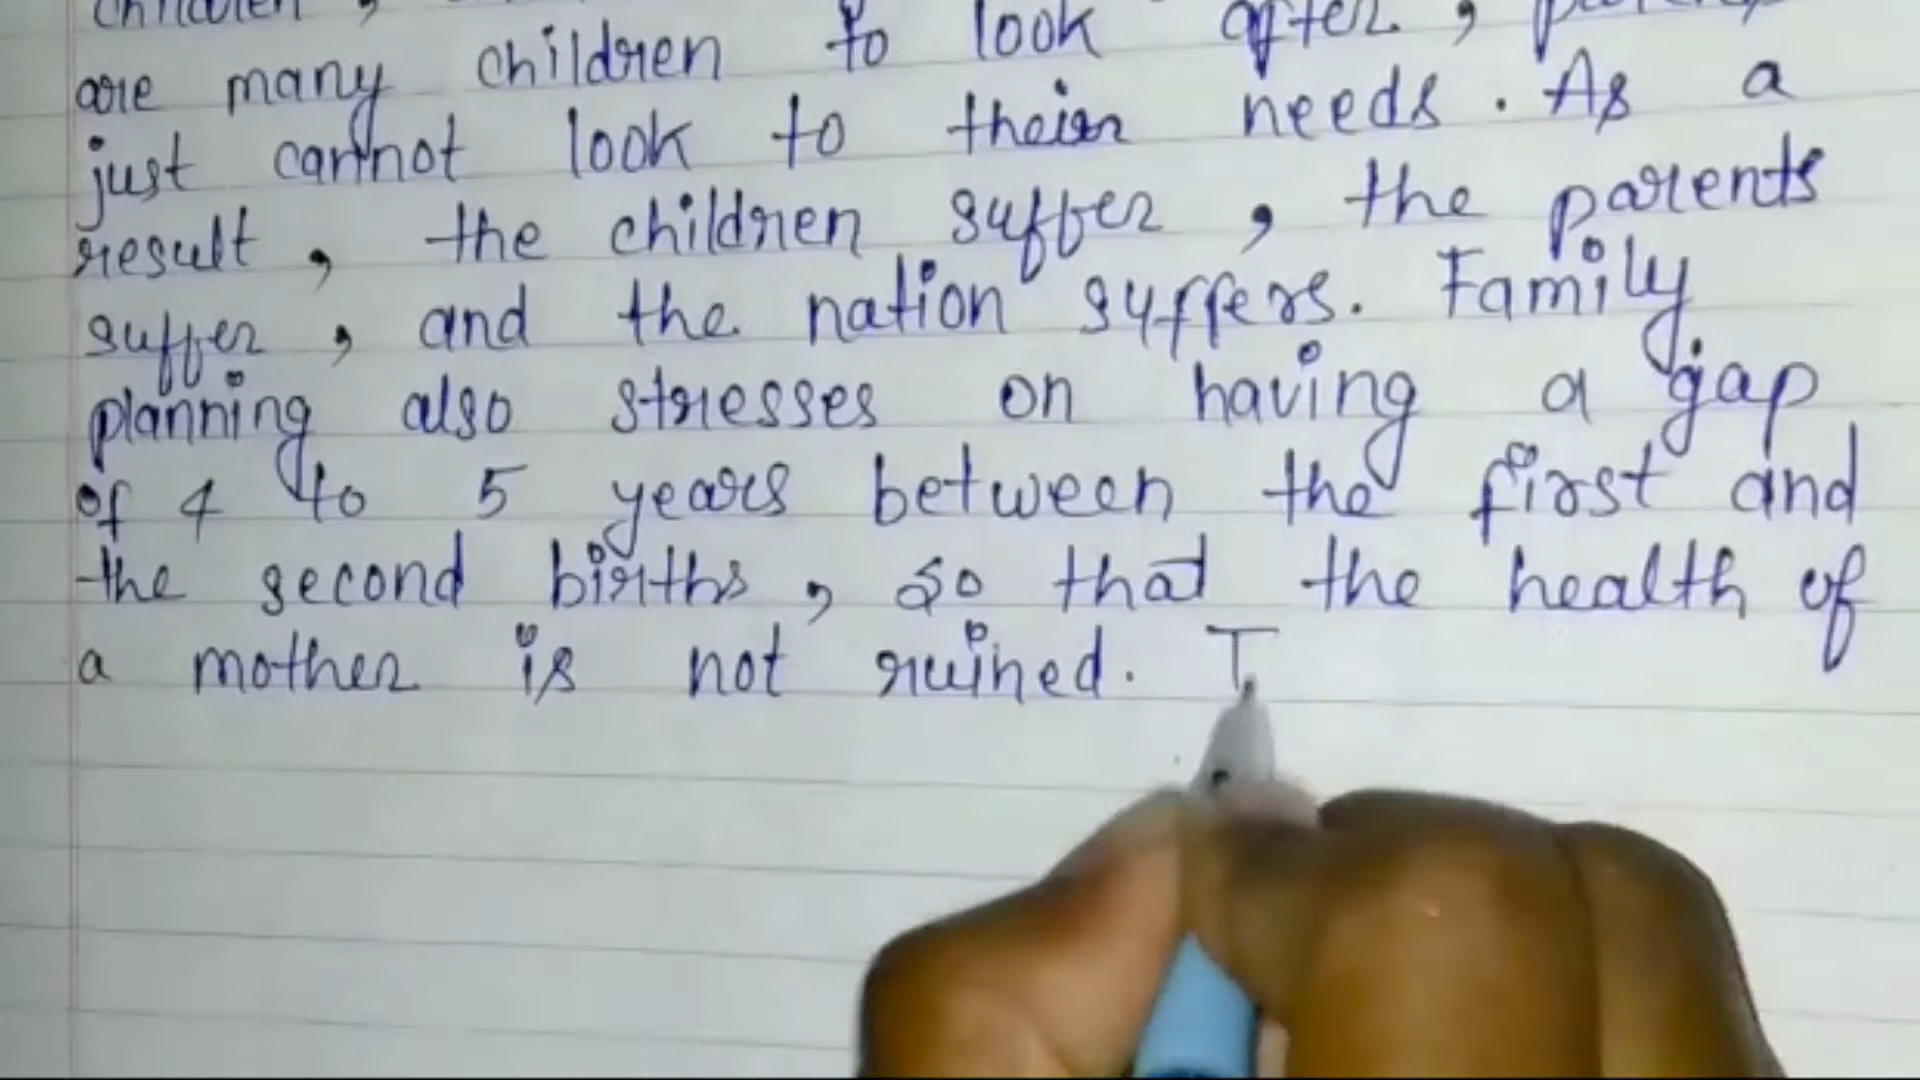 children ,
are many children to look after , parents
just cannot look to their needs . As a
result , the children suffer , the parents
suffer , and the nation suffers. Family
planning also stresses on having a gap
of 4 to 5 years between the first and
the second births , so that the health of
a mother is not ruined. T